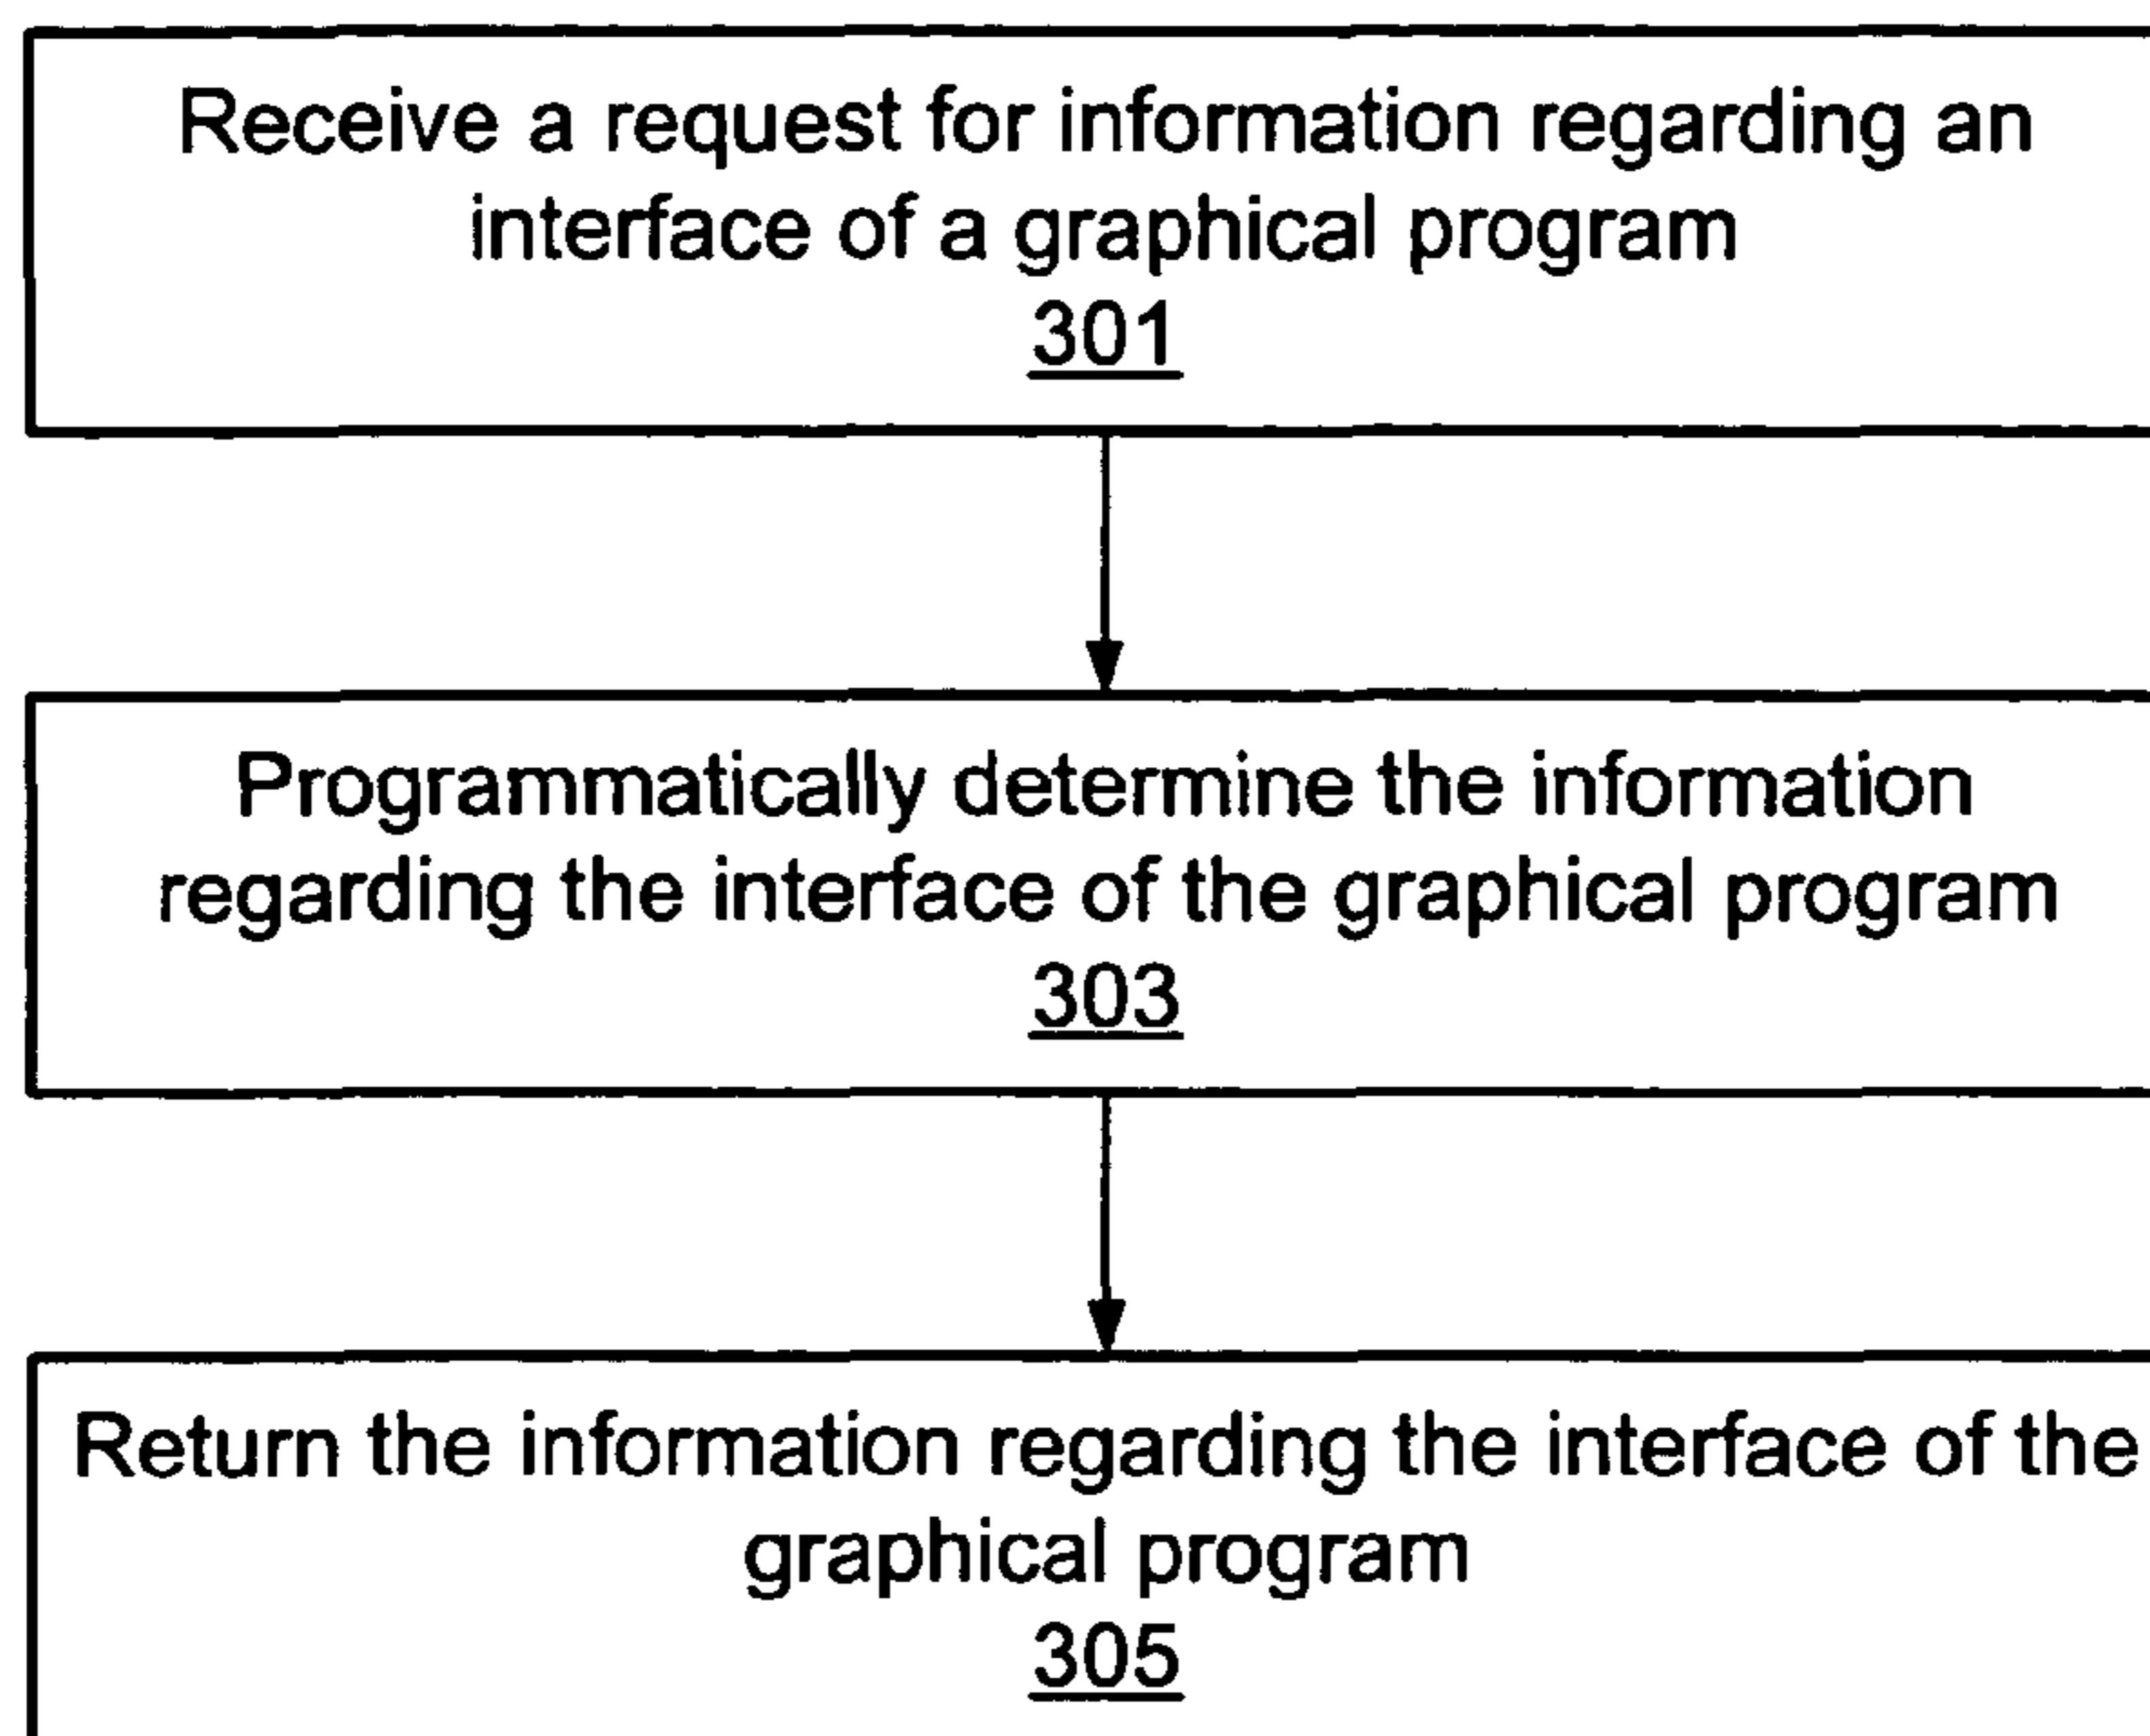 Receive a request for information regarding an
interface of a graphical program
301
Programmatically determine the information
regarding the interface of the graphical program
303
Return the information regarding the interface of the
graphical program
305